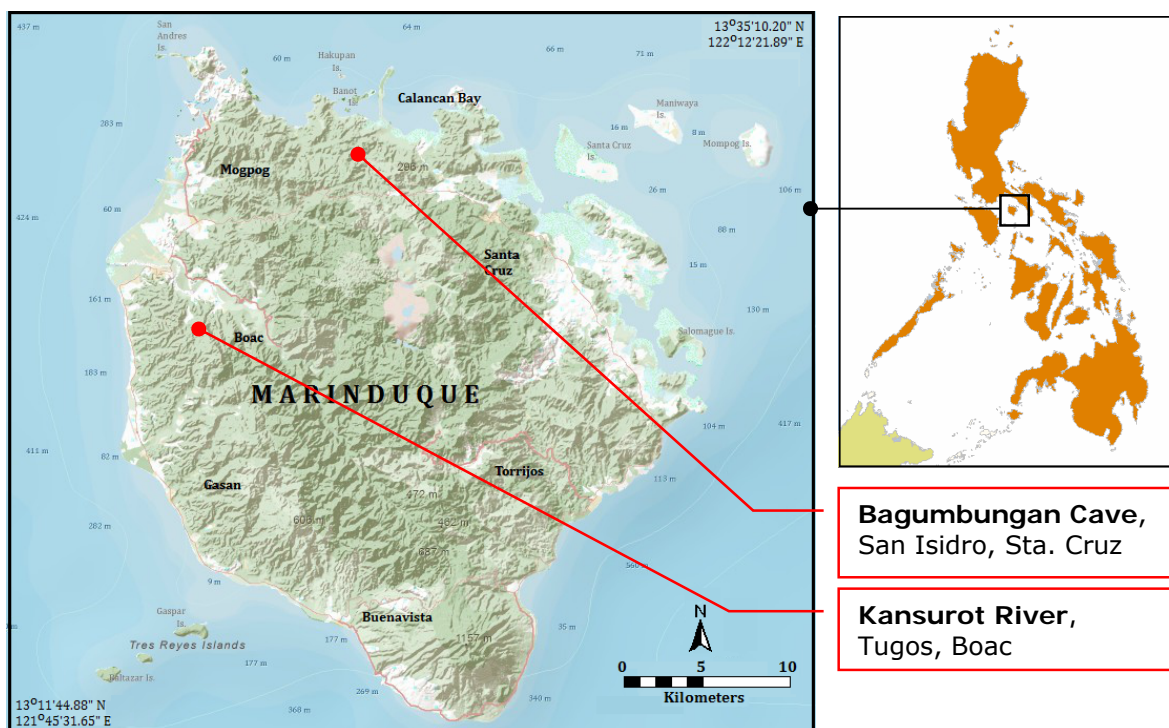 437 m
San
Andres
Is.
64 m
13°35'10.20" N
122°12'21.89" E
60 m
Hakupan
Is.
66 m
71 m
Banot
Is.
Calancan Bay
Maniwaya
Is.
283 m
16 m
8 m
Santa Cruz
Is.
Mompog Is.
Mogpog
298 m
26 m
106 m
424 m
60 m
88 m
Santa
Cruz
15 m
161 m
130 m
Boac
Salomague Is.
183 m
MARINDUQUE
104 m
417 m
411 m
82 m
Torrijos
113 m
Gasan
472 m
482 m
282 m
687 m
560 m
9 m
Gaspar
Is.
Buenavista
N
35 m
Tres Reyes Islands
177 m
1157 m
177 m
Baltazar Is.
0 5 10
Kilometers
269 m
340 m
368 m
13°11'44.88" N
121°45'31.65" E
Bagumbungan Cave,
San Isidro, Sta. Cruz
Kansurot River,
Tugos, Boac